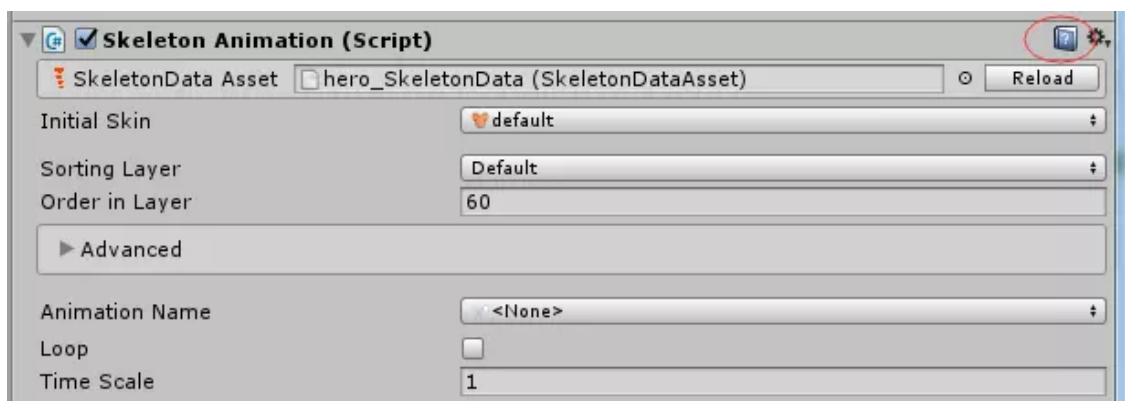 Skeleton Animation (Script)
SkeletonData Asset hero_SkeletonData (SkeletonDataAsset) Reload
Initial Skin default
Sorting Layer Default
Order in Layer 60
Advanced
Animation Name <None>
Loop
Time Scale 1